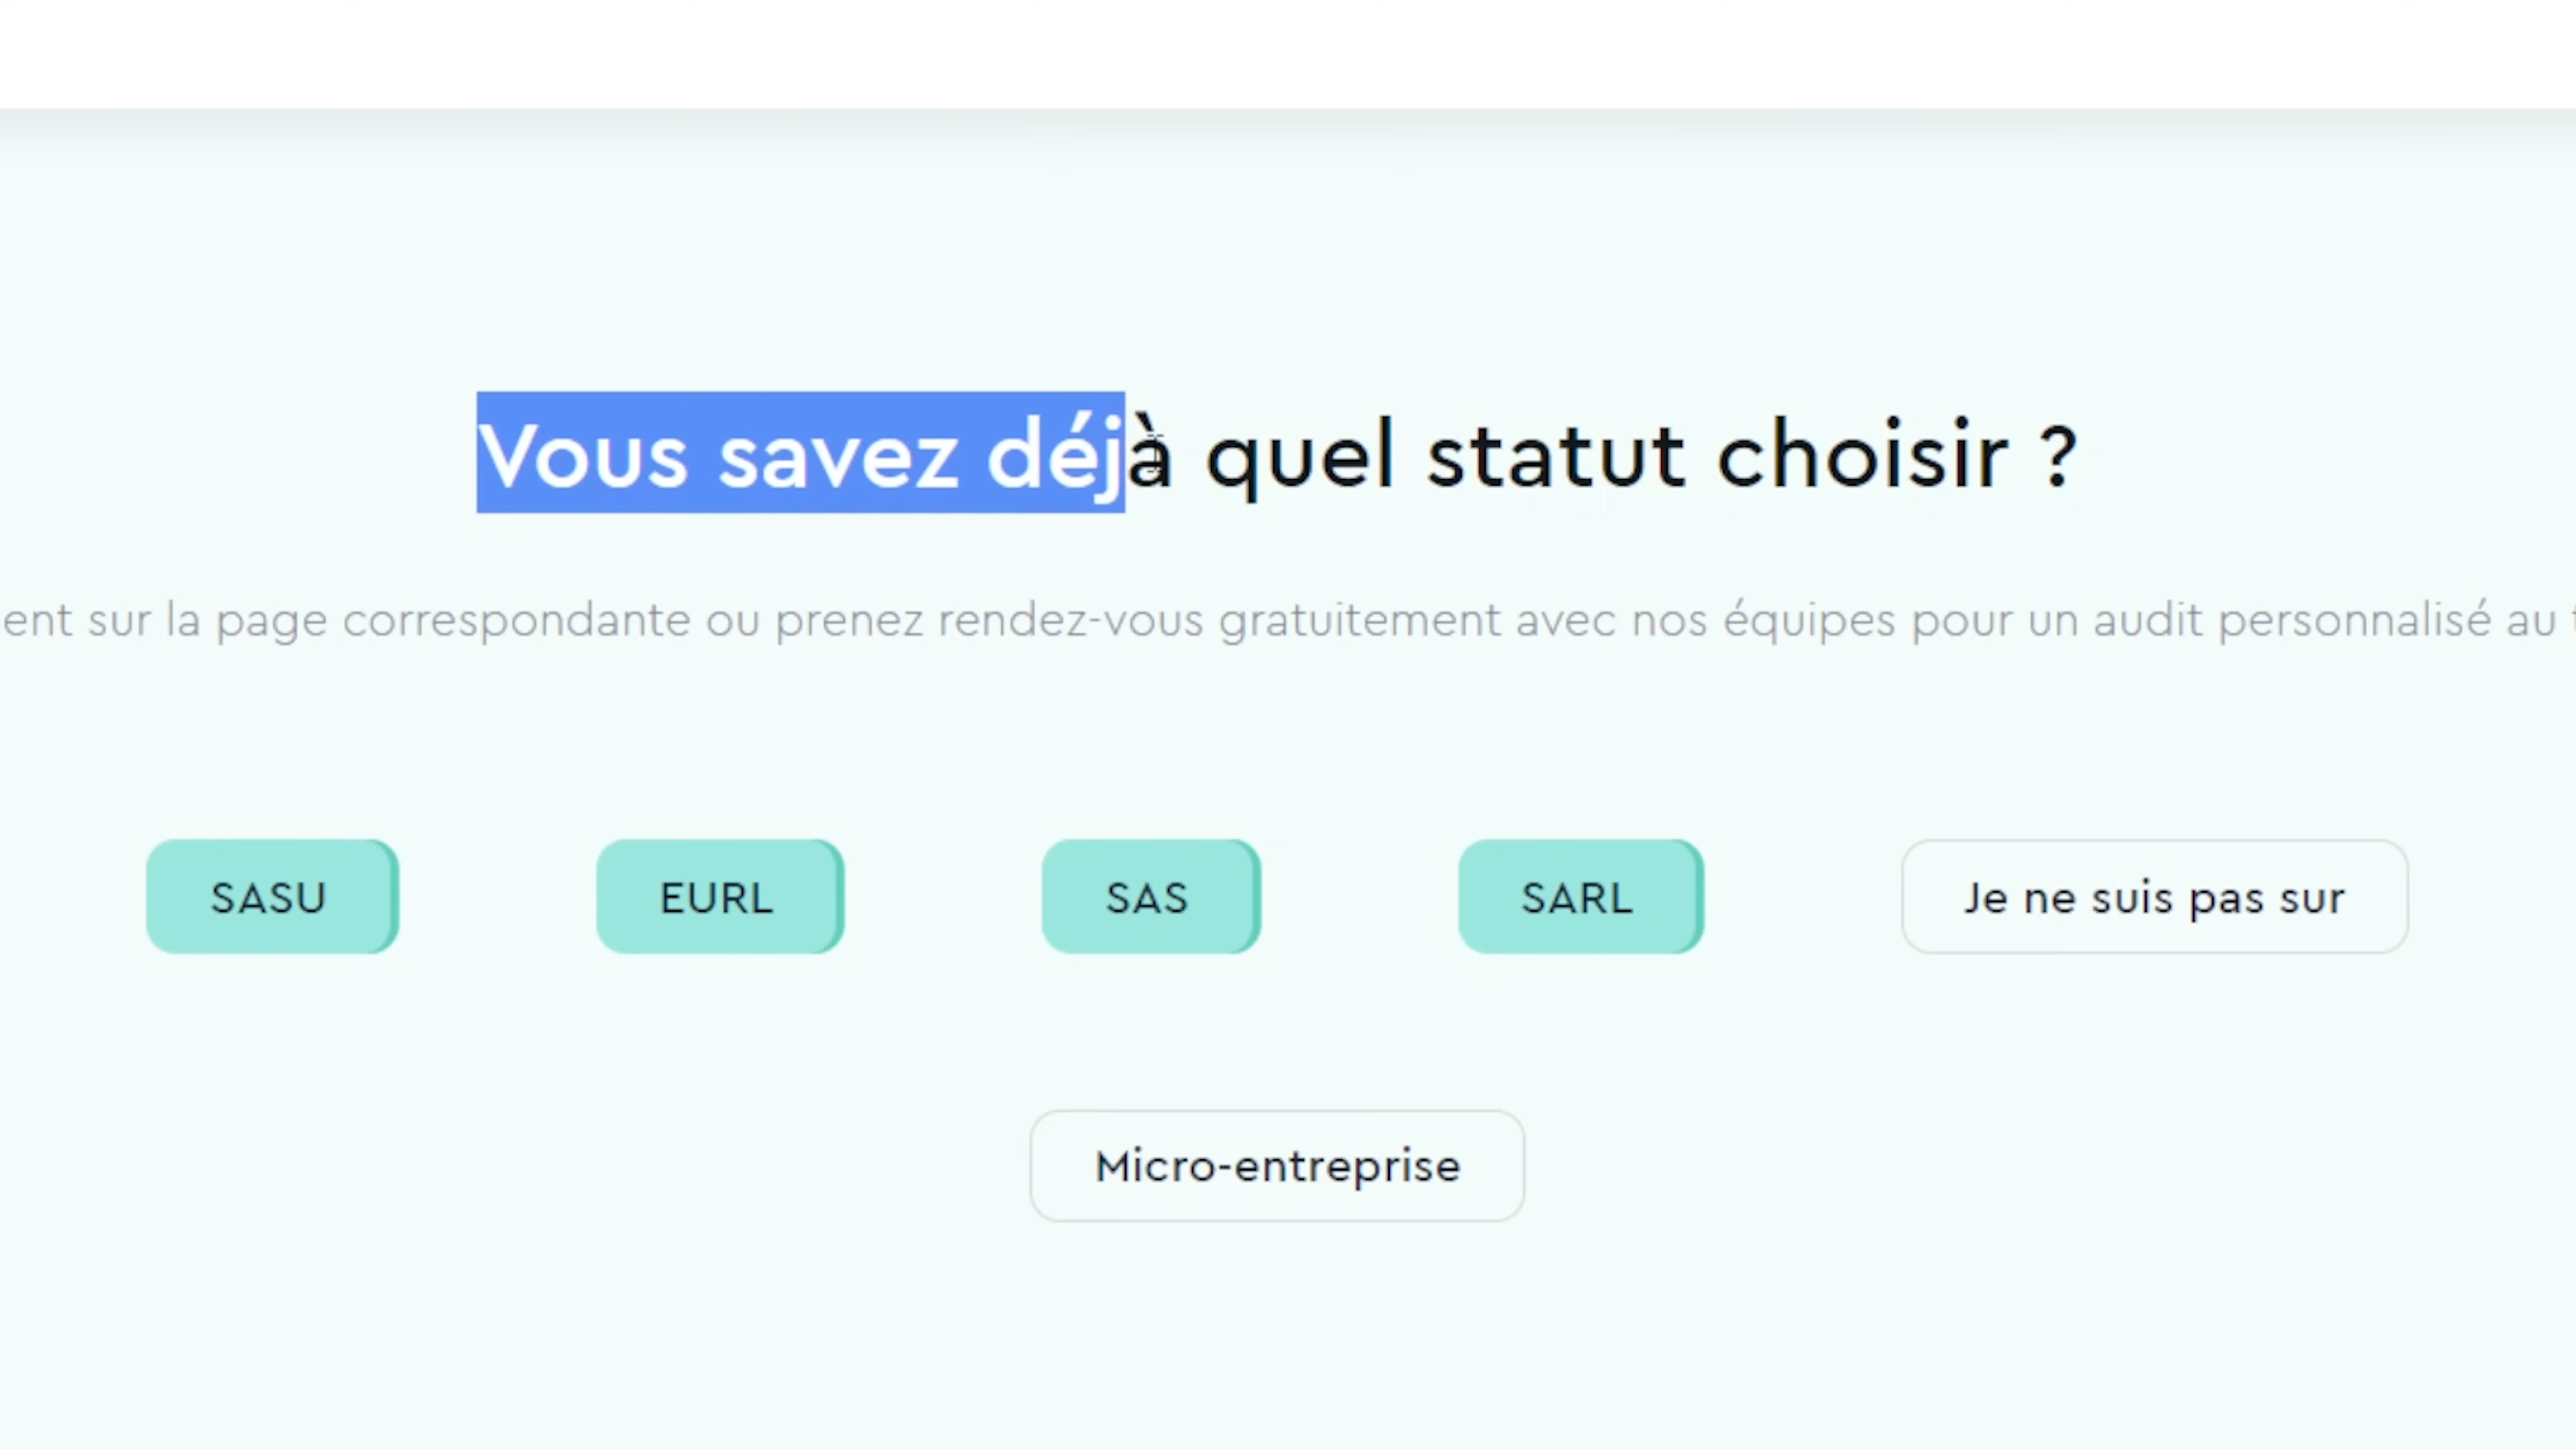 Vous savez déjà quel statut choisir ?
ent sur la page correspondante ou prenez rendez-vous gratuitement avec nos équipes pour un audit personnalisé au
SASU
EURL
SAS
SARL
Je ne suis pas sur
Micro-entreprise